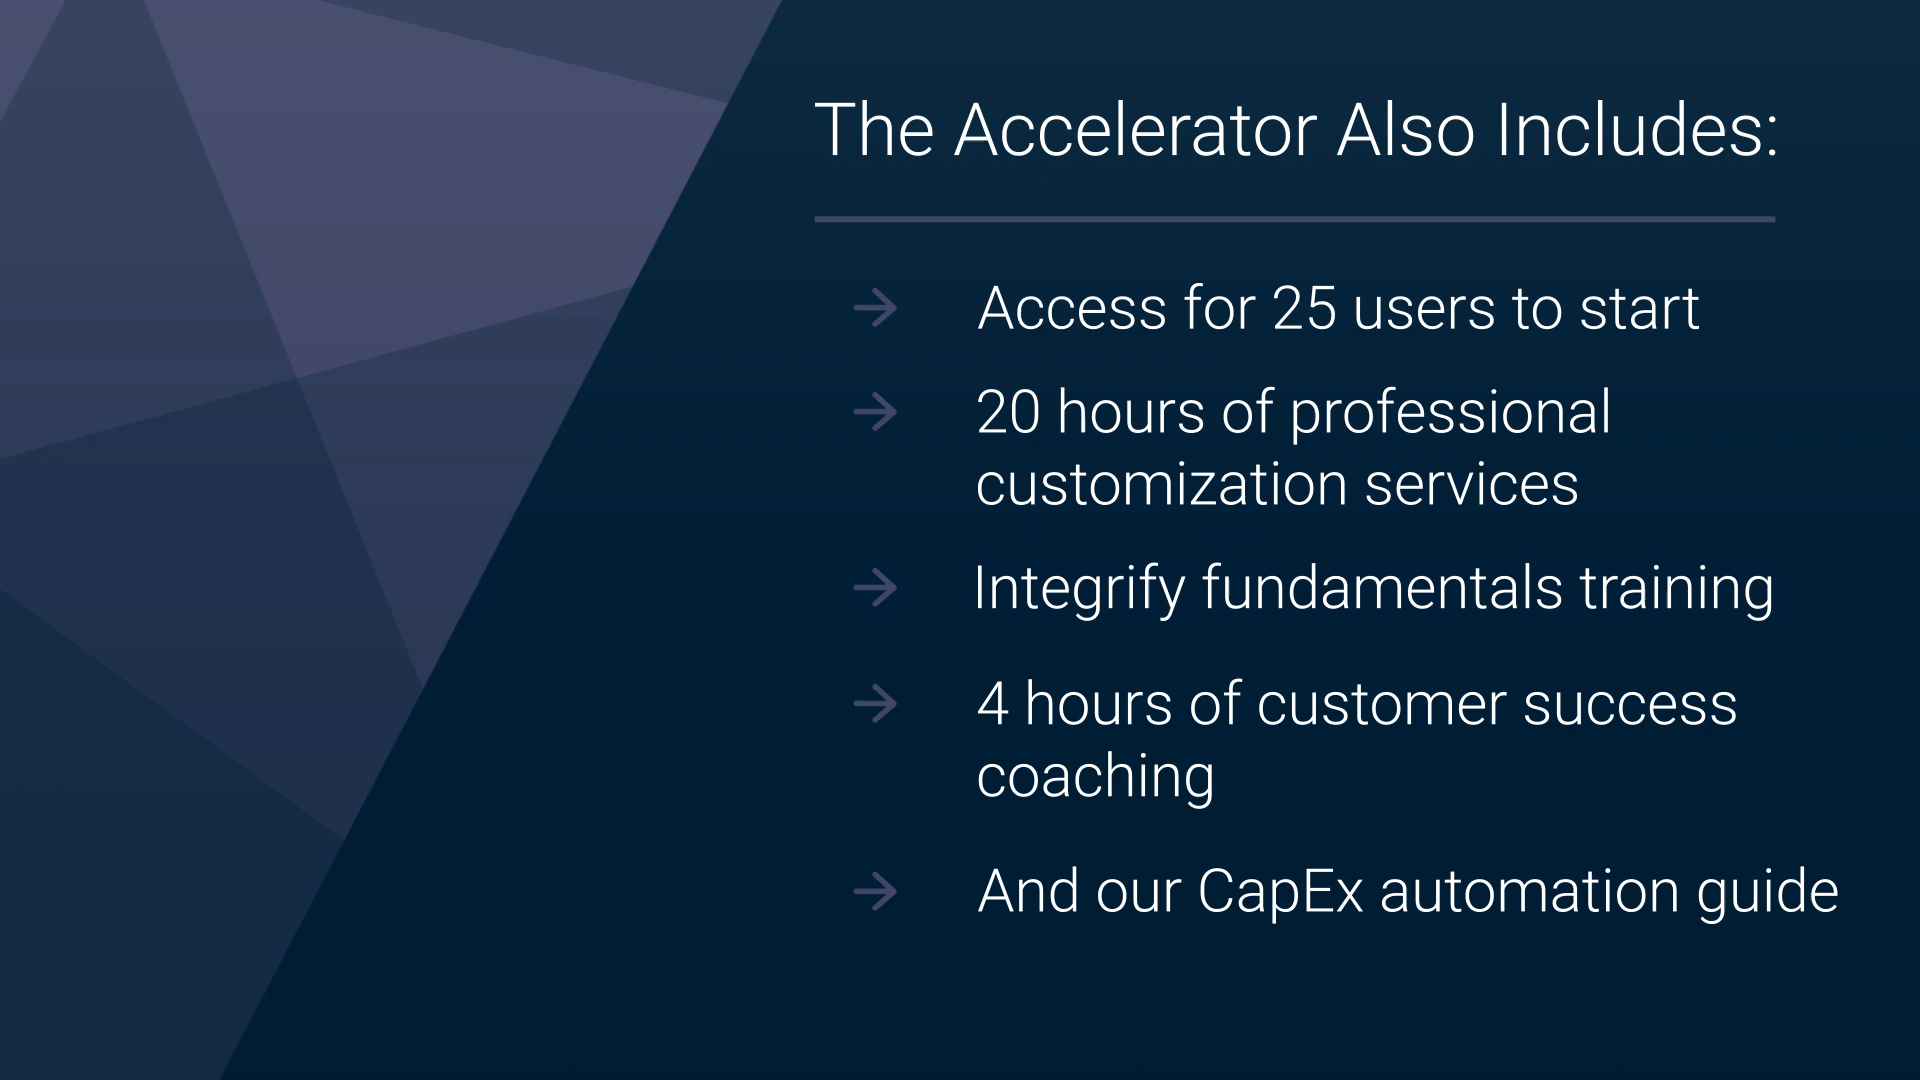 The Accelerator Also Includes:
Access for 25 users to start
20 hours of professional
customization services
Integrify fundamentals training
4 hours of customer success
coaching
And our CapEx automation guide